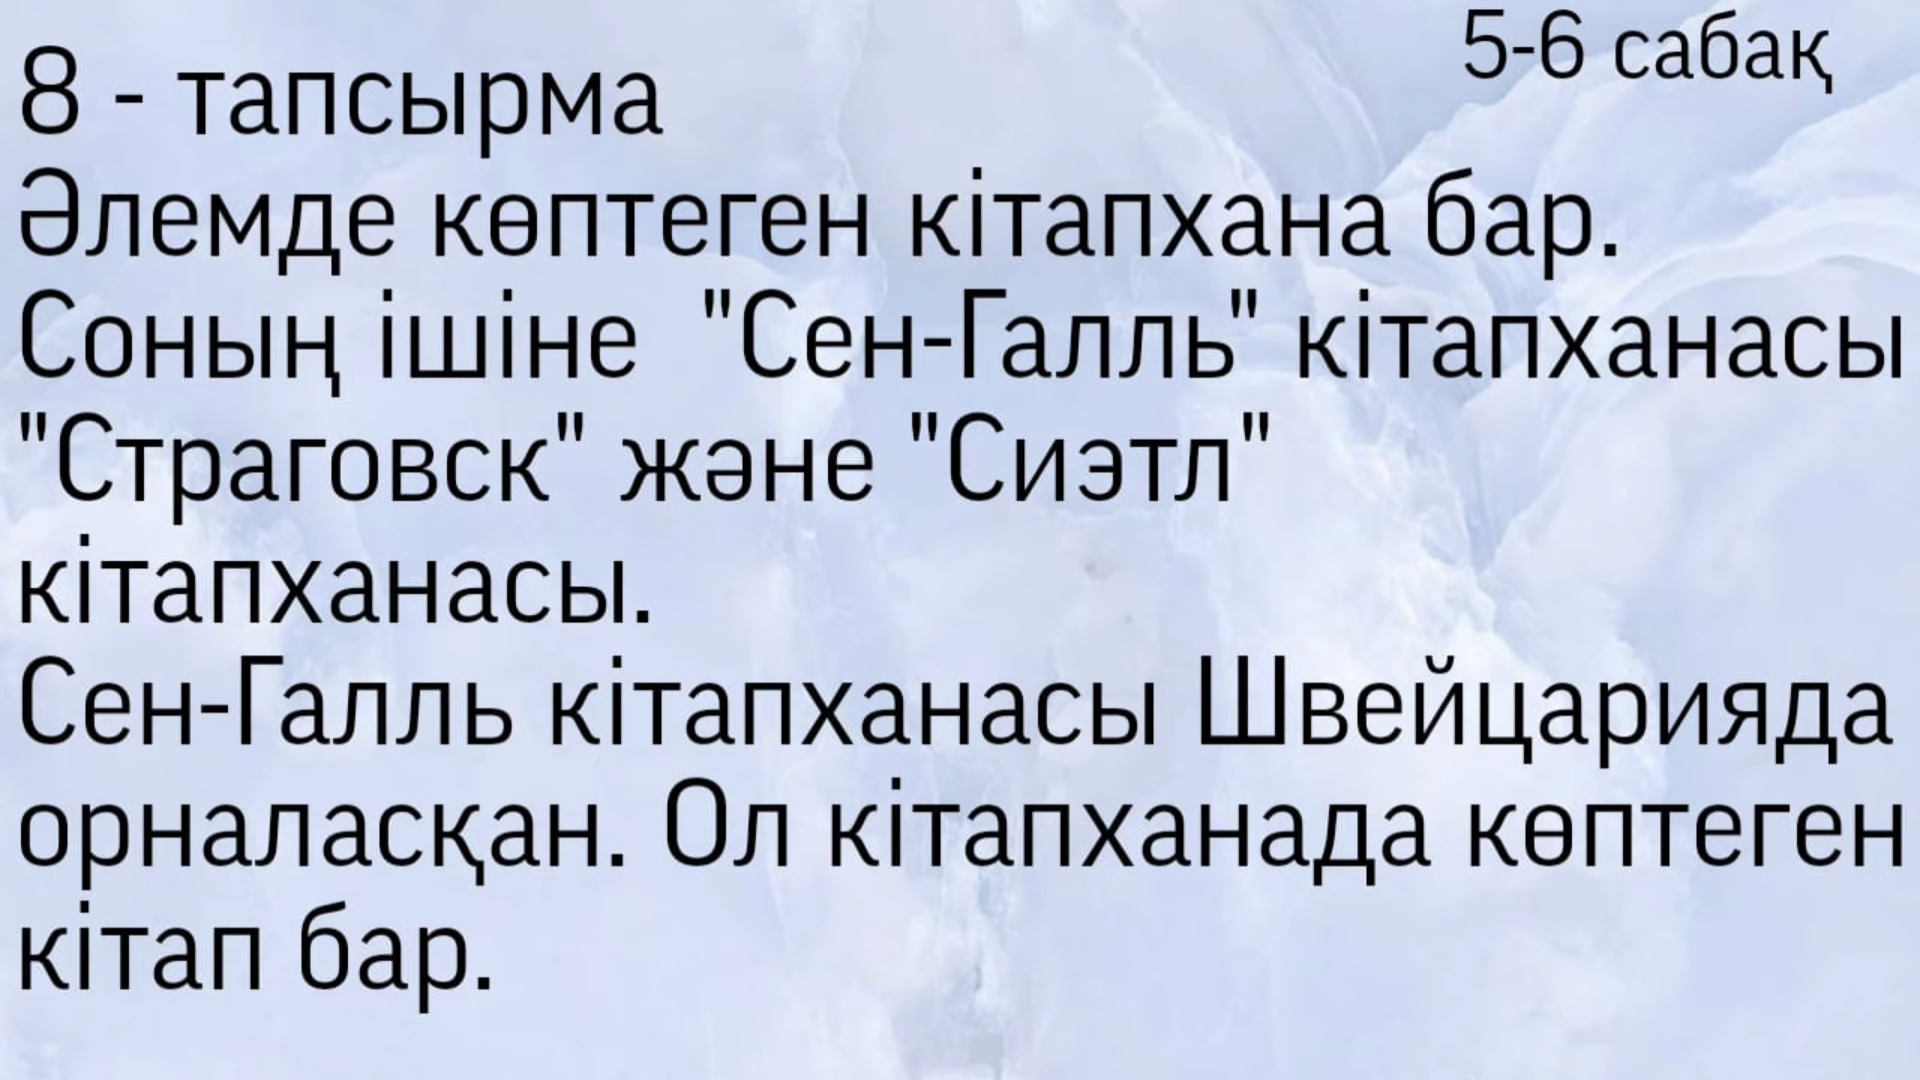 5-6 сабақ
8 - тапсырма
Әлемде көптеген кітапхана бар.
Соның ішіне "Сен-Галль" кітапханасы
"Страговск" және "Сиэтл"
кітапханасы.
Сен-Галль кітапханасы Швейцарияда
орналасқан. Ол кітапханада көптеген
кітап бар.